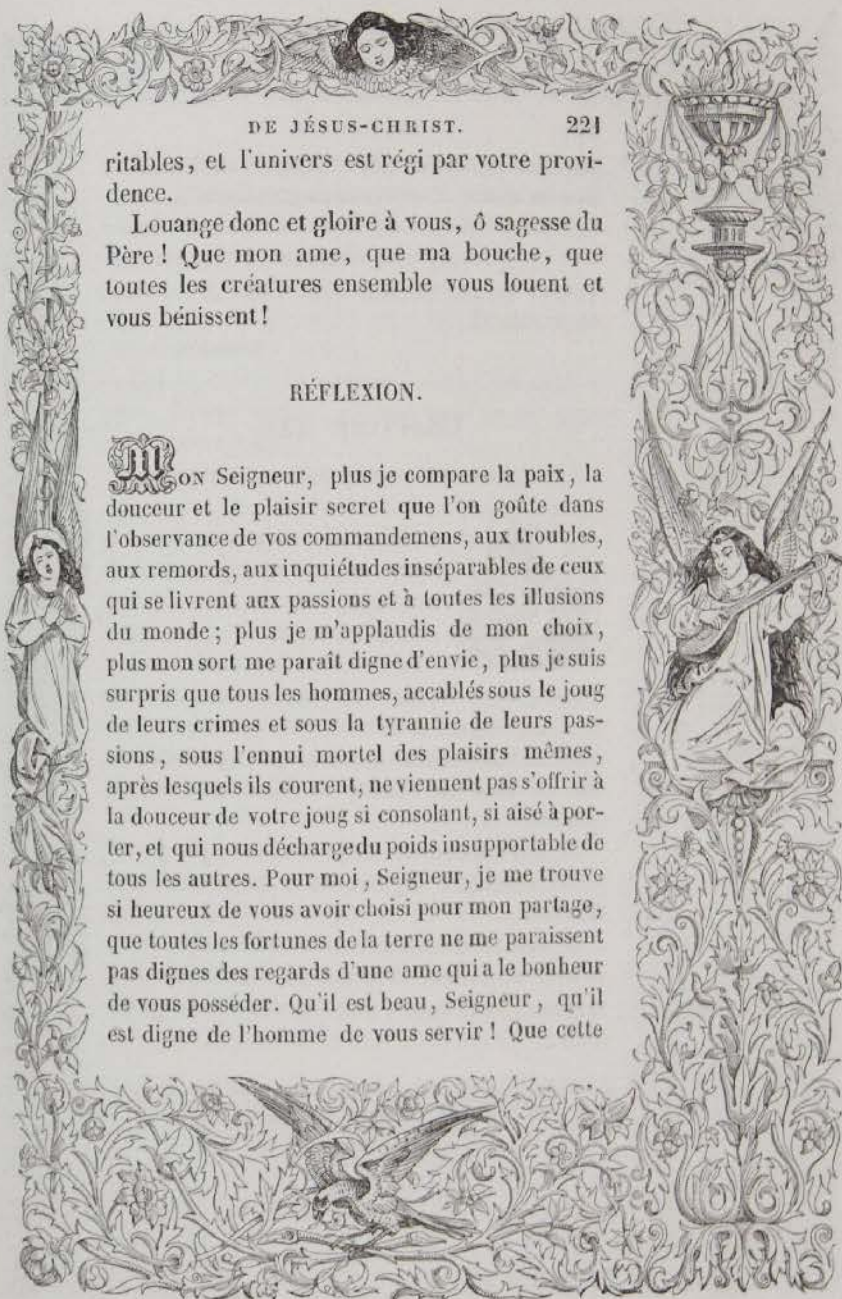 DE JÉSUS-CHRIST. 221
ritables, et l'univers est régi par votre provi-
dence.
Louange donc et gloire à vous, ô sagesse du
Père ! Que mon ame, que ma bouche, que
toutes les créatures ensemble vous louent et
vous bénissent !
RÉFLEXION.
MON Seigneur, plus je compare la paix, la
douceur et le plaisir secret que l'on goûte dans
l'observance de vos commandemens, aux troubles,
aux remords, aux inquiétudes inséparables de ceux
qui se livrent aux passions et à toutes les illusions
du monde ; plus je m'applaudis de mon choix,
plus mon sort me paraît digne d'envie, plus je suis
surpris que tous les hommes, accablés sous le joug
de leurs crimes et sous la tyrannie de leurs pas-
sions, sous l'ennui mortel des plaisirs mêmes,
après lesquels ils courent, ne viennent pas s'offrir à
la douceur de votre joug si consolant, si aisé à por-
ter, et qui nous décharge du poids insupportable de
tous les autres. Pour moi, Seigneur, je me trouve
si heureux de vous avoir choisi pour mon partage,
que toutes les fortunes de la terre ne me paraissent
pas dignes des regards d'une ame qui a le bonheur
de vous posséder. Qu'il est beau, Seigneur, qu'il
est digne de l'homme de vous servir ! Que cette